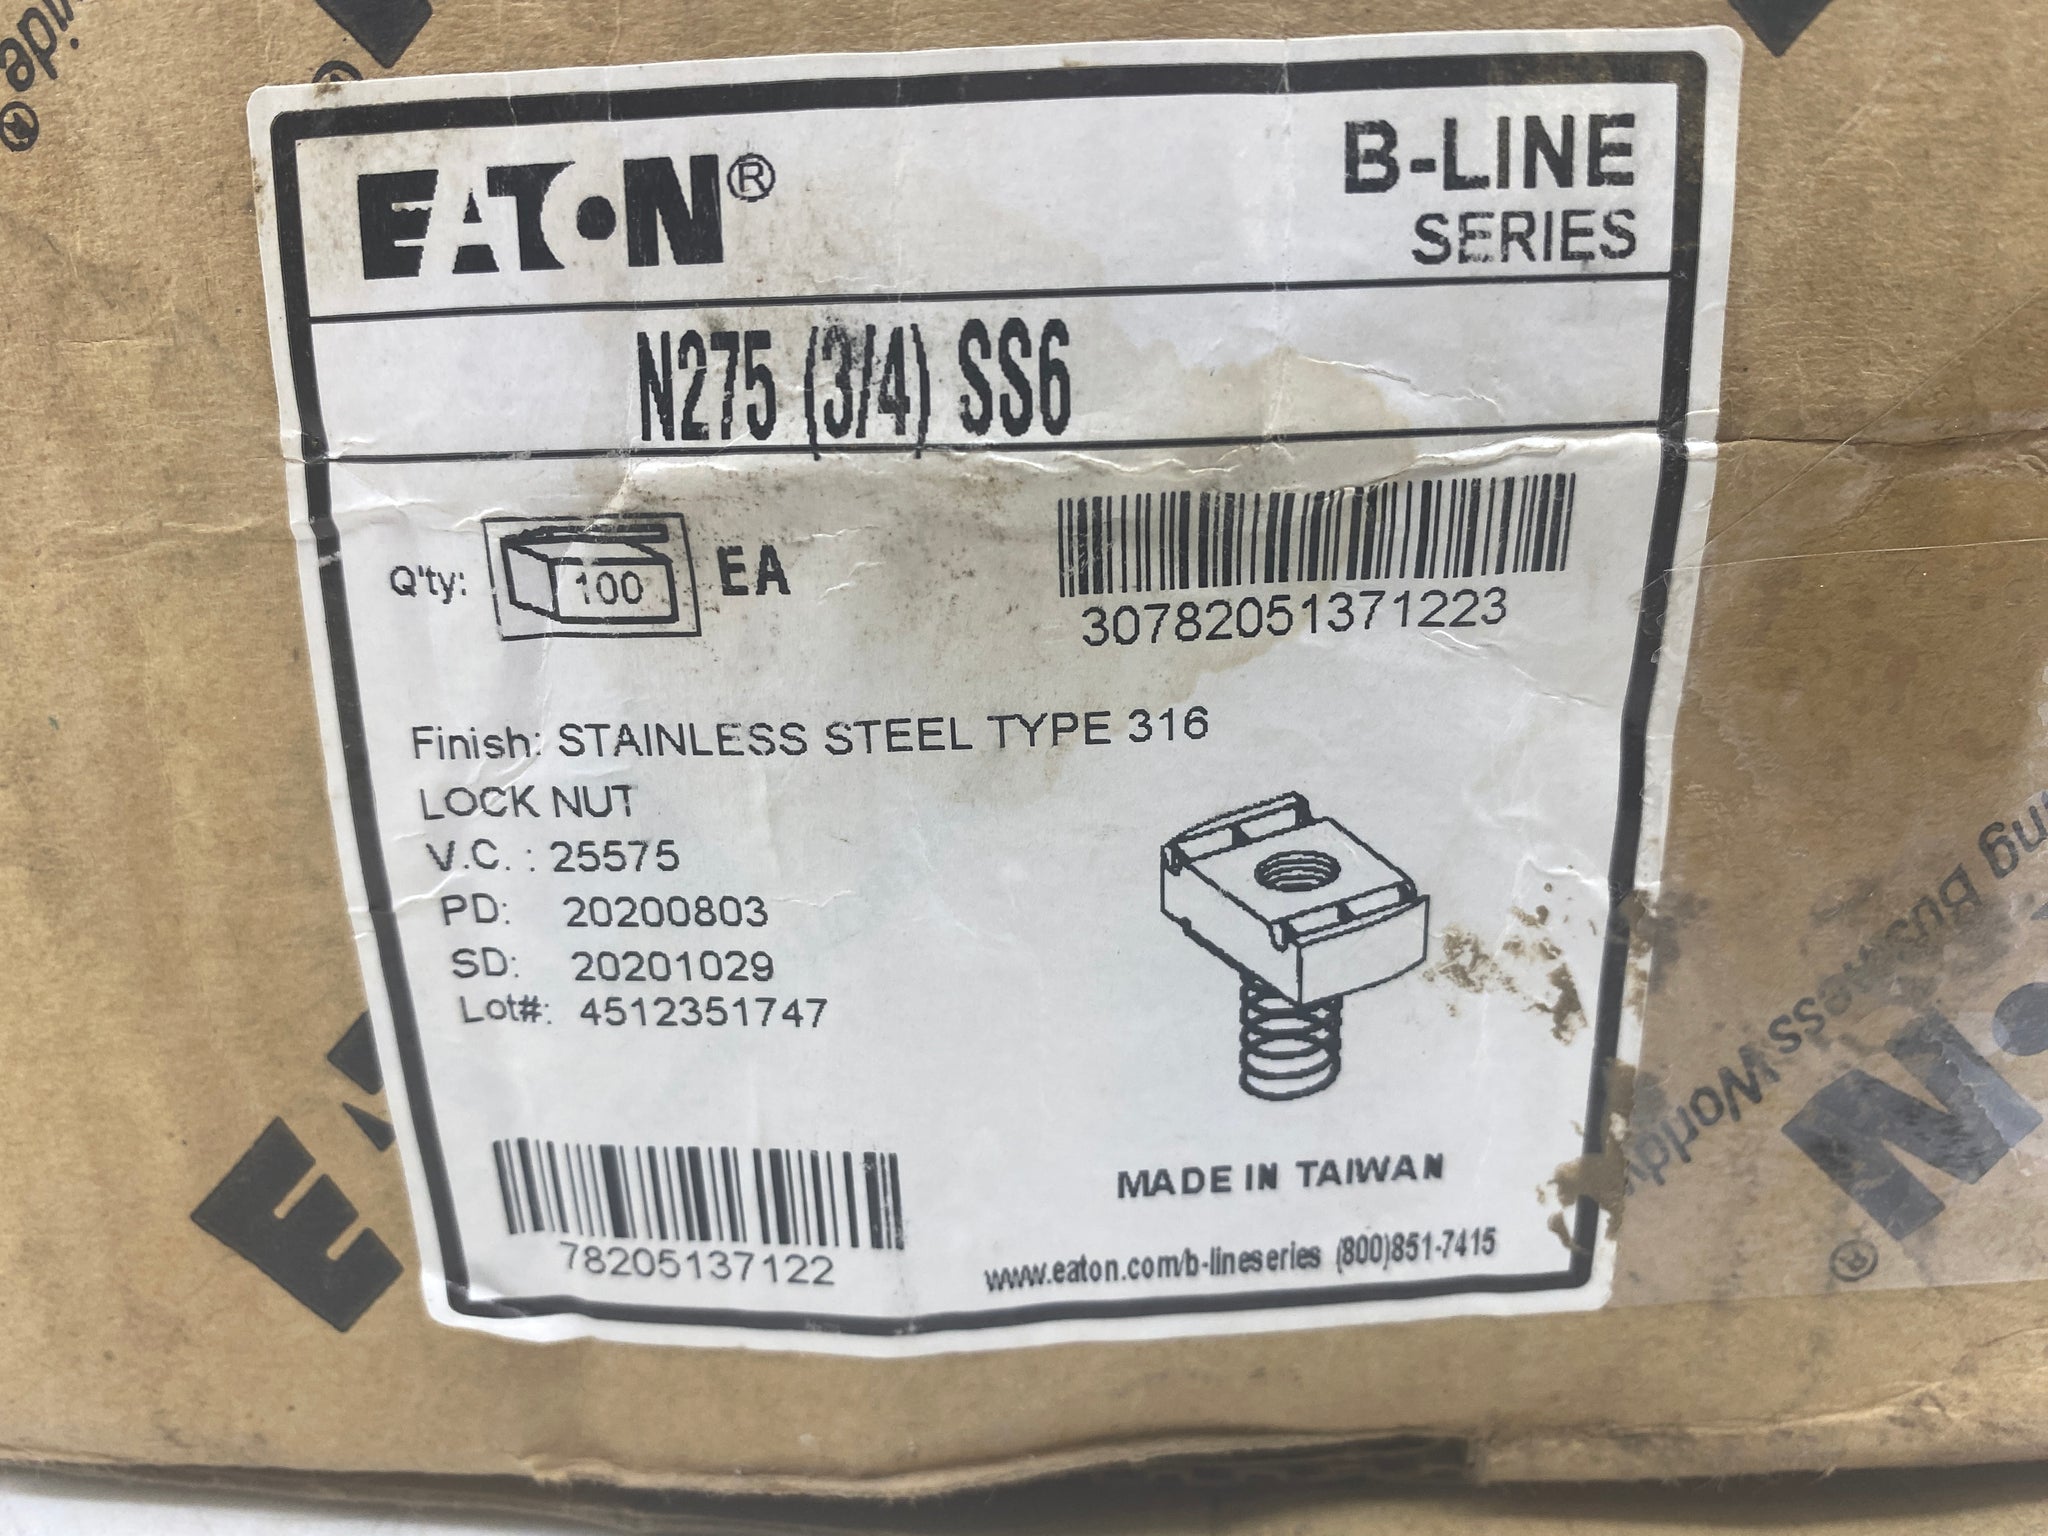 EATON®
B-LINE
SERIES
N275 (3/4) SS6
Q'ty: 100 EA
30782051371223
Finish: STAINLESS STEEL TYPE 316
LOCK NUT
V.C. : 25575
PD: 20200803
SD: 20201029
Lot#: 4512351747
78205137122
MADE IN TAIWAN
www.eaton.com/b-lineseries (800)851-7415